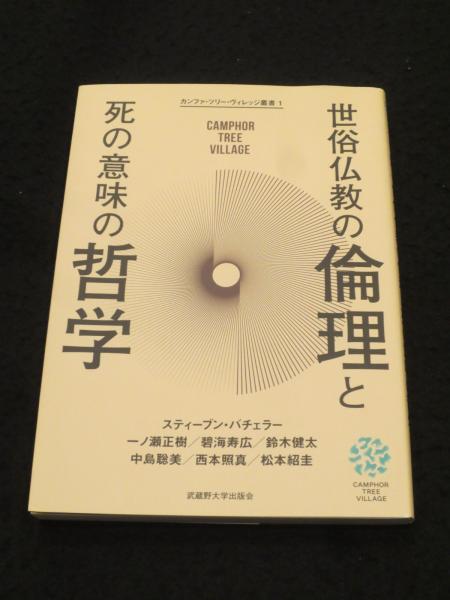 カンファ・ツリー・ヴィレッジ叢書 1
CAMPHOR
TREE
VILLAGE
世俗仏教の倫理と
死の意味の哲学
スティーブン・バチェラー
一ノ瀬正樹／碧海寿広／鈴木健太
中島聡美／西本照真／松本紹圭
武蔵野大学出版会
CAMPHOR
TREE
VILLAGE